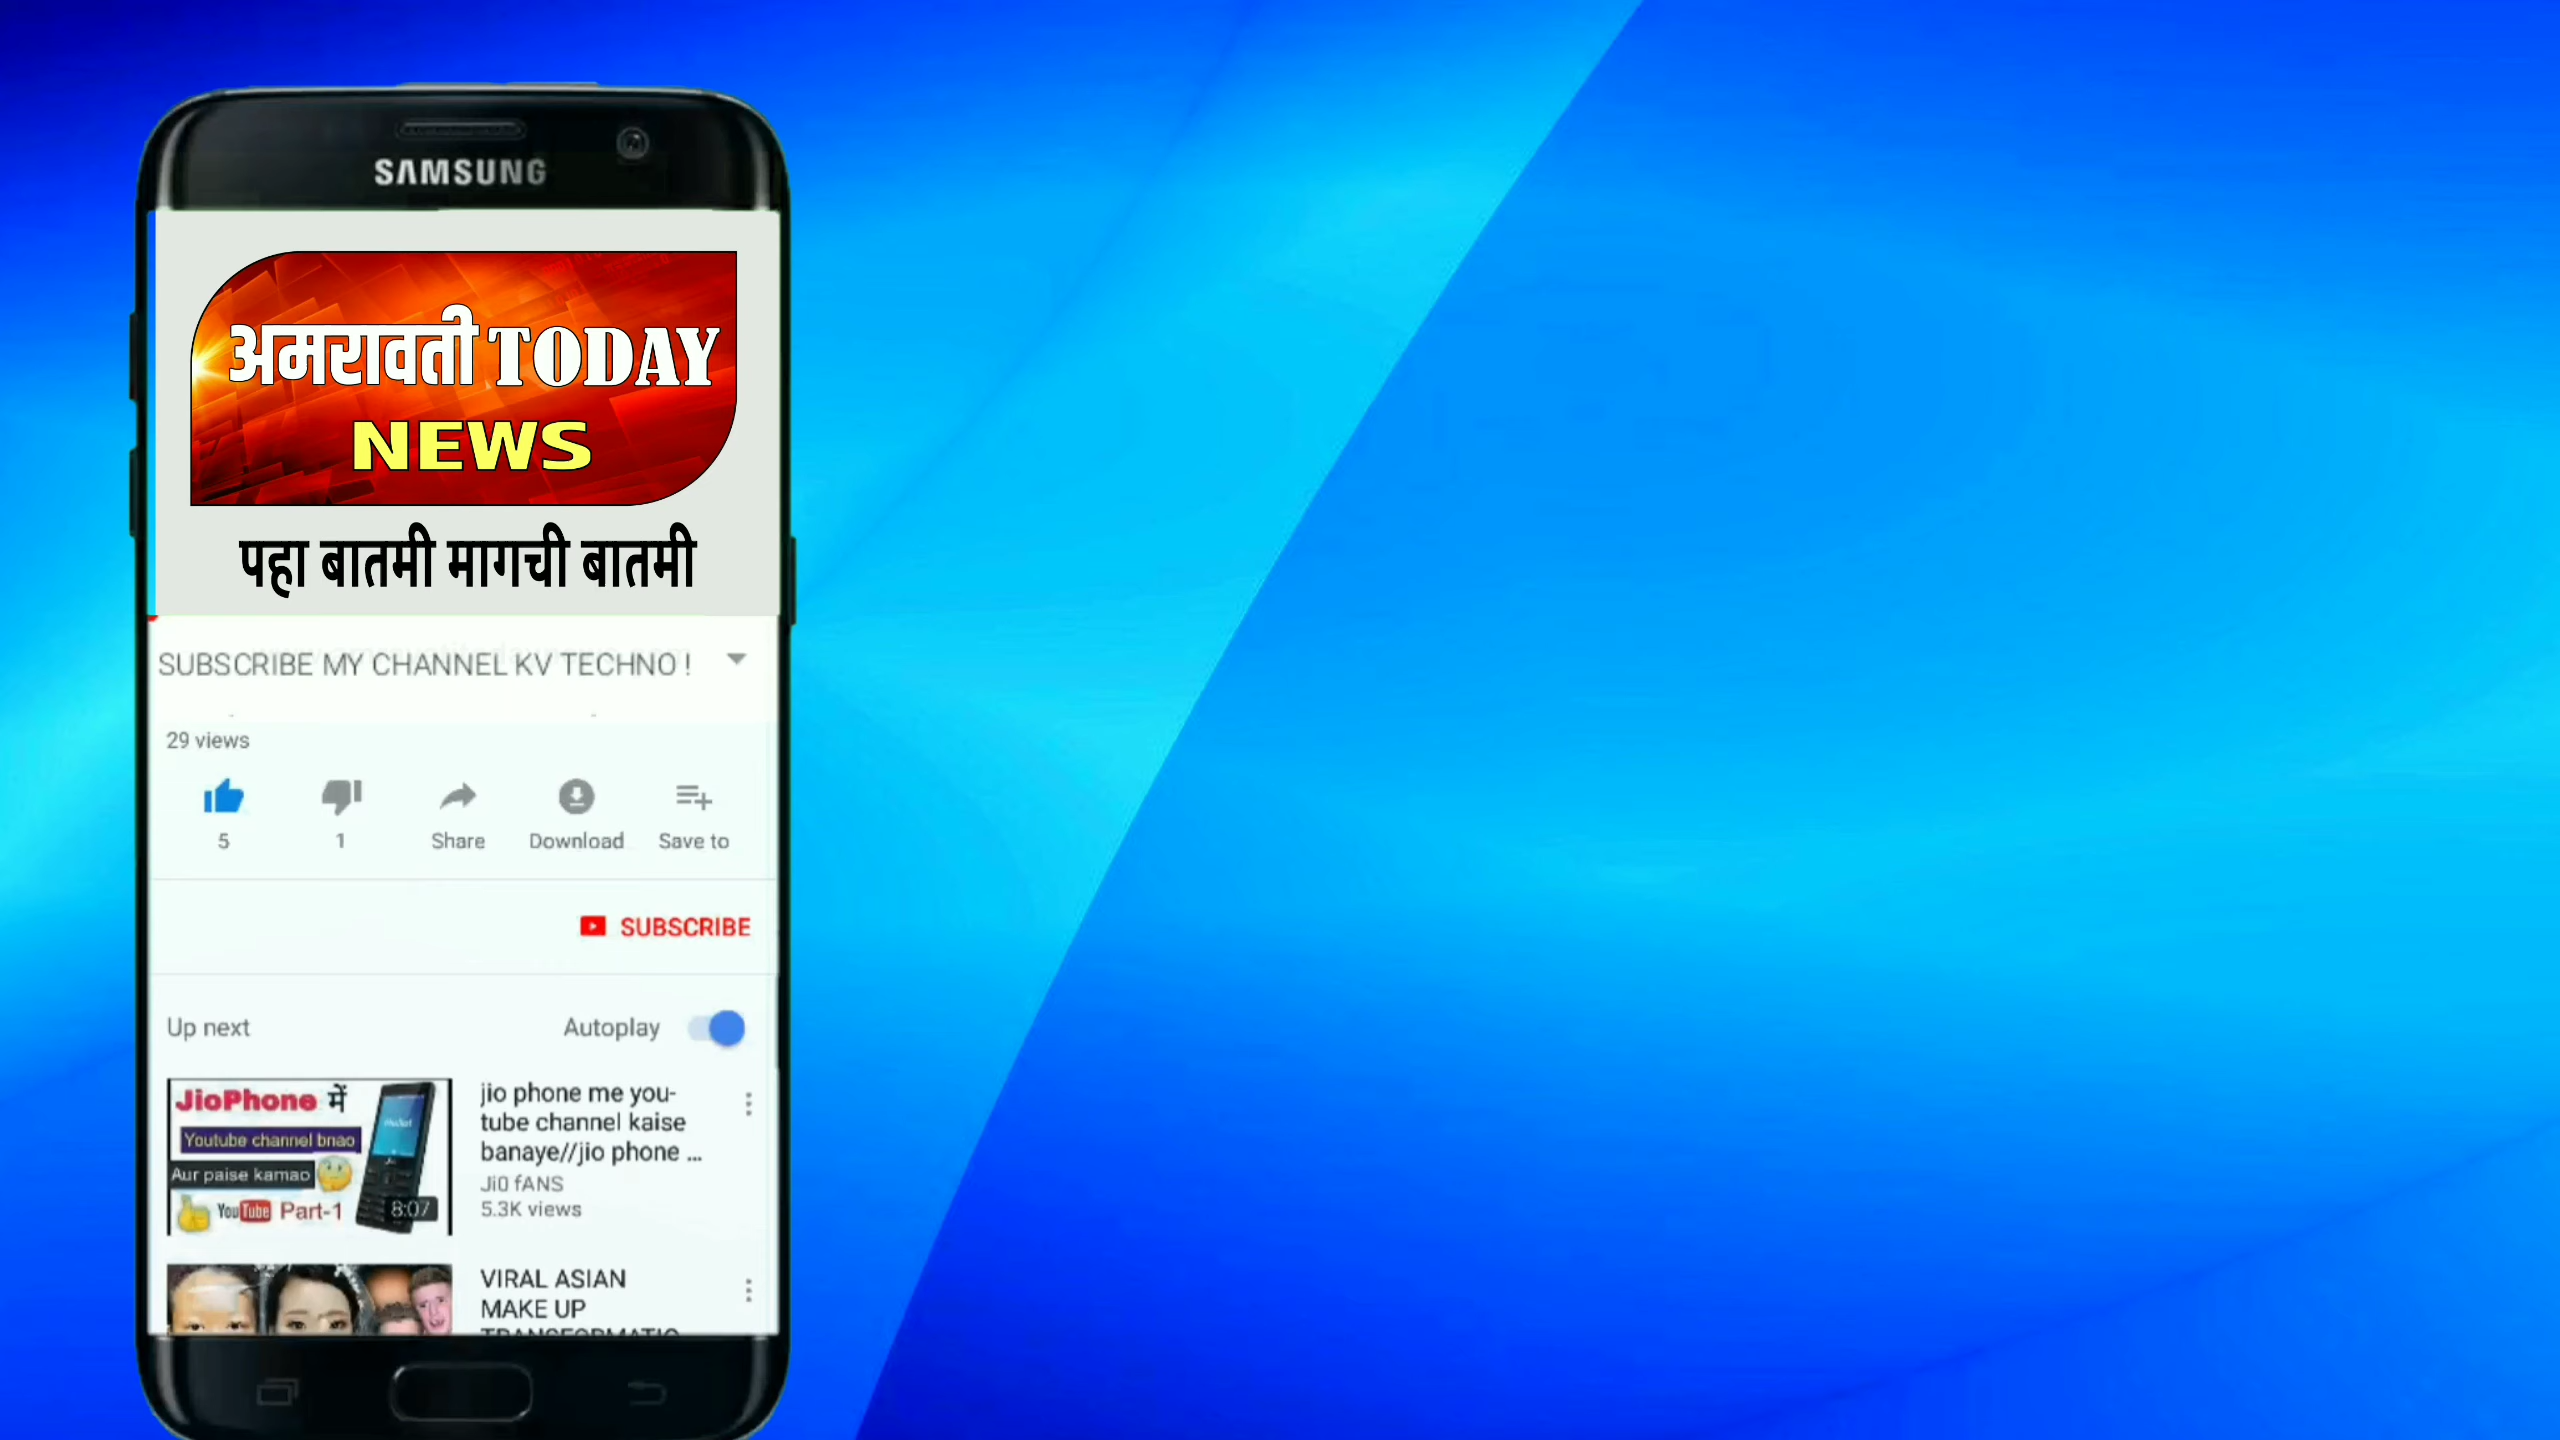 SAMSUNG
अमरावती TODAY
NEWS
पहा बातमी मागची बातमी
SUBSCRIBE MY CHANNEL KV TECHNO !
29 views
5
1
Share
Download
Save to
SUBSCRIBE
Up next
Autoplay
JioPhone में
Youtube channel bnao
Aur paise kamao
YouTube Part-1
8:07
jio phone me you-
tube channel kaise
banaye//jio phone ...
Ji0 fANS
5.3K views
VIRAL ASIAN
MAKE UP
TRANSFORMATIO